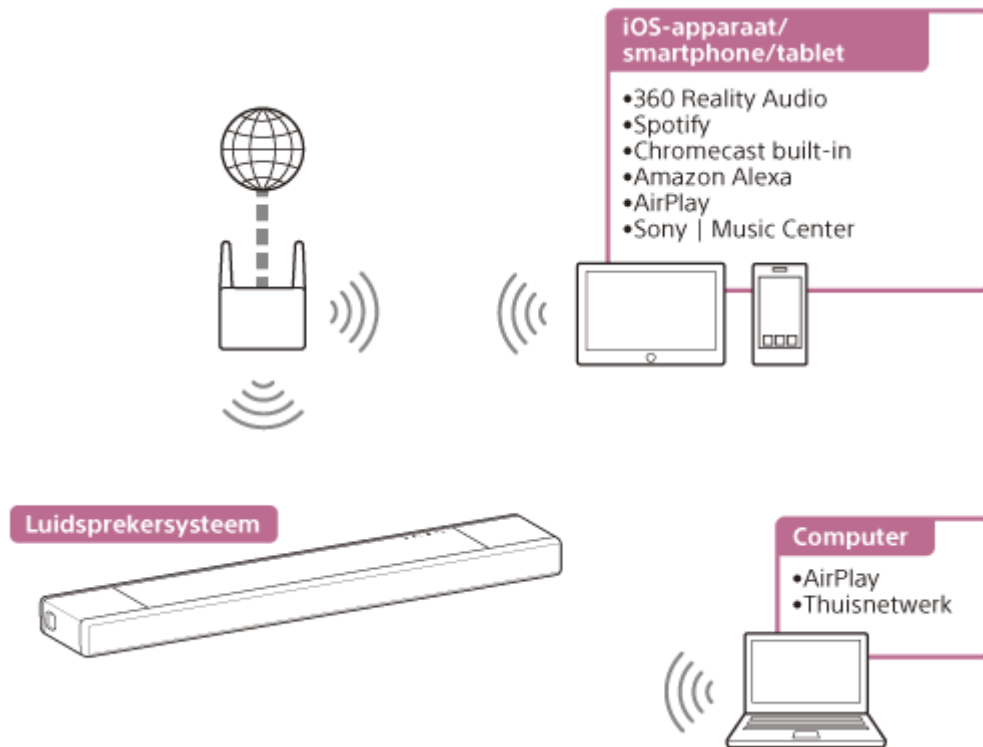 iOS-apparaat/
smartphone/tablet
•360 Reality Audio
•Spotify
•Chromecast built-in
•Amazon Alexa
•AirPlay
•Sony | Music Center
Luidsprekersysteem
Computer
•AirPlay
•Thuisnetwerk